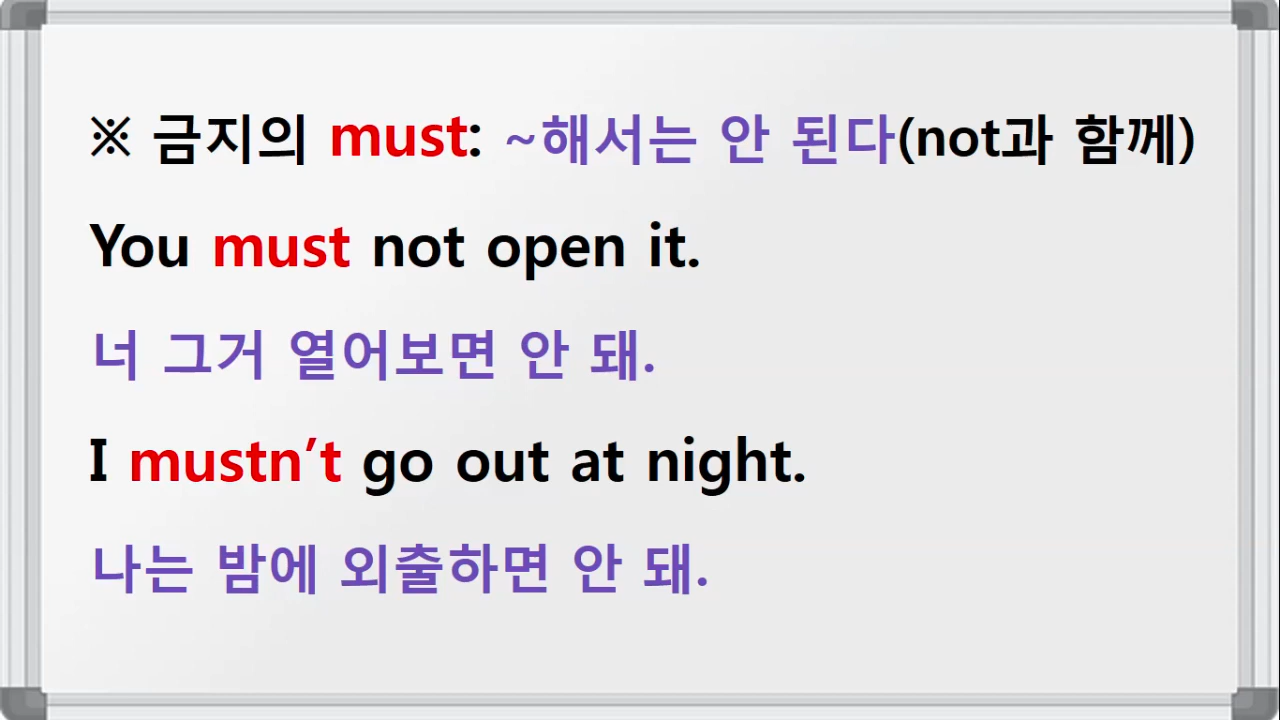 ※ 금지의 must: ~해서는 안 된다(not과 함께)
You must not open it.
너 그거 열어보면 안 돼.
I mustn’t go out at night.
나는 밤에 외출하면 안 돼.